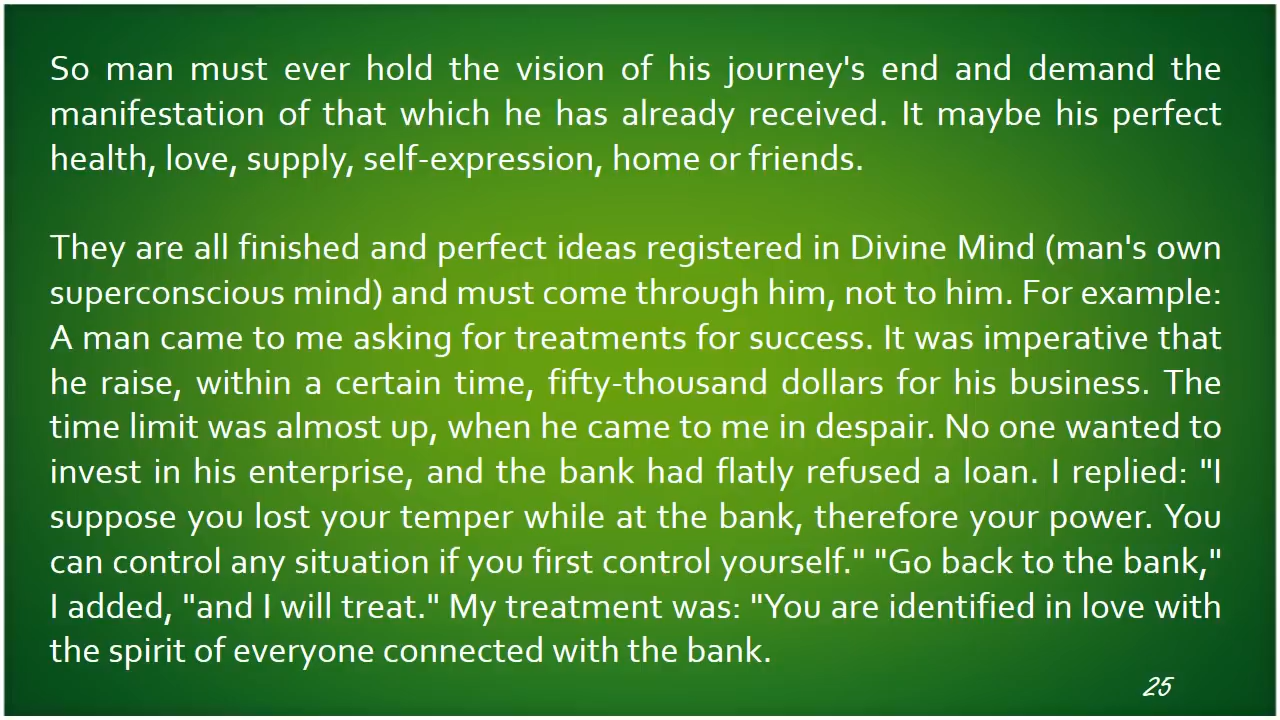 So man must ever hold the vision of his journey's end and demand the
manifestation of that which he has already received. It maybe his perfect
health, love, supply, self-expression, home or friends.
They are all finished and perfect ideas registered in Divine Mind (man's own
superconscious mind) and must come through him, not to him. For example:
A man came to me asking for treatments for success. It was imperative that
he raise, within a certain time, fifty-thousand dollars for his business. The
time limit was almost up, when he came to me in despair. No one wanted to
invest in his enterprise, and the bank had flatly refused a loan. I replied: "I
suppose you lost your temper while at the bank, therefore your power. You
can control any situation if you first control yourself." "Go back to the bank,"
I added, "and I will treat." My treatment was: "You are identified in love with
the spirit of everyone connected with the bank.
25